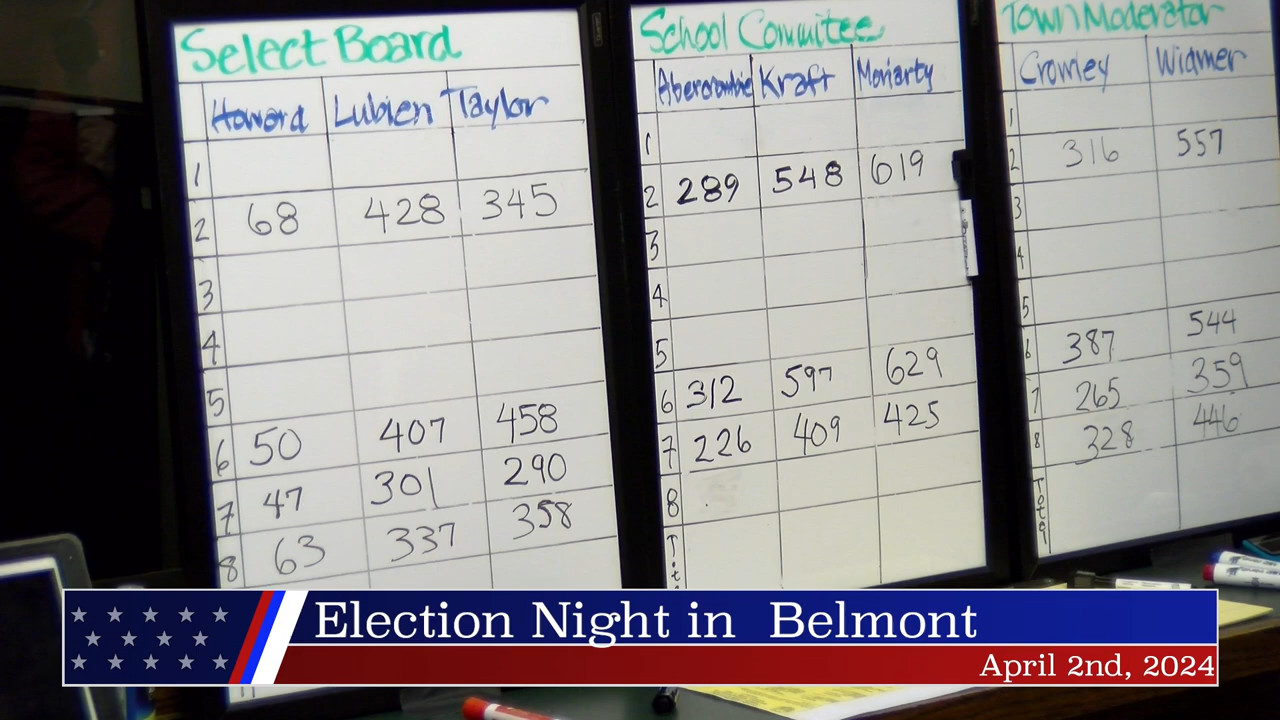 Select Board
Howard Lubien Taylor
1
2 68 428 345
3
4
5
6 50 407 458
7 47 301 290
8 63 337 358
School Committee
Abercrombie Kraft Moriarty
1
2 289 548 619
3
4
5
6 312 597 629
7 226 409 425
8
Tot
Town Moderator
Crowley Widmer
1
2 316 557
3
4
5
6 387 544
7 265 359
8 328 446
Total
Election Night in Belmont
April 2nd, 2024